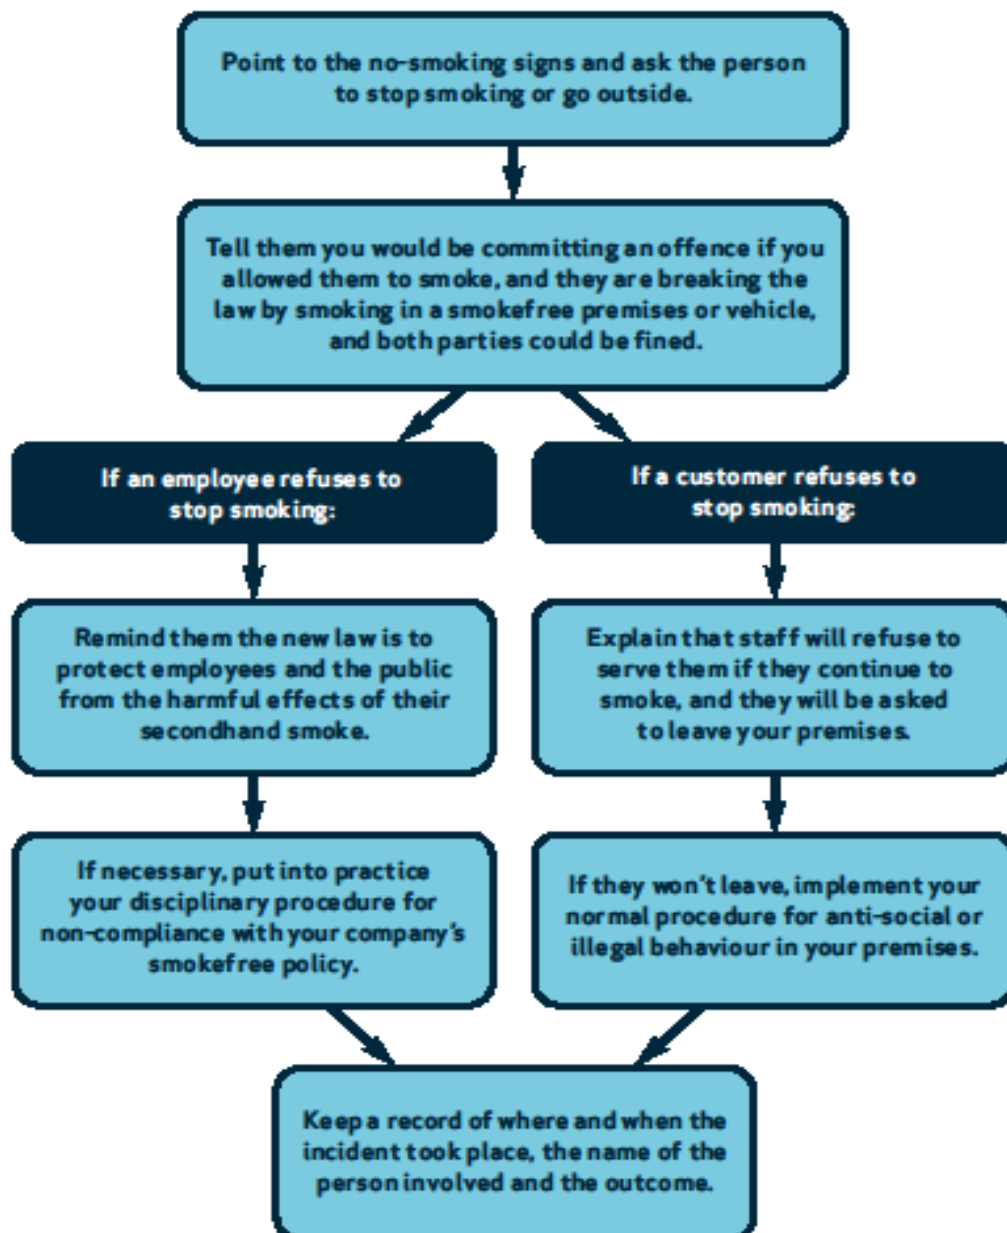 Point to the no-smoking signs and ask the person
to stop smoking or go outside.
Tell them you would be committing an offence if you
allowed them to smoke, and they are breaking the
law by smoking in a smokefree premises or vehicle,
and both parties could be fined.
If an employee refuses to
stop smoking:
If a customer refuses to
stop smoking:
Remind them the new law is to
protect employees and the public
from the harmful effects of their
secondhand smoke.
Explain that staff will refuse to
serve them if they continue to
smoke, and they will be asked
to leave your premises.
If necessary, put into practice
your disciplinary procedure for
non-compliance with your company's
smokefree policy.
If they won't leave, implement your
normal procedure for anti-social or
illegal behaviour in your premises.
Keep a record of where and when the
incident took place, the name of the
person involved and the outcome.